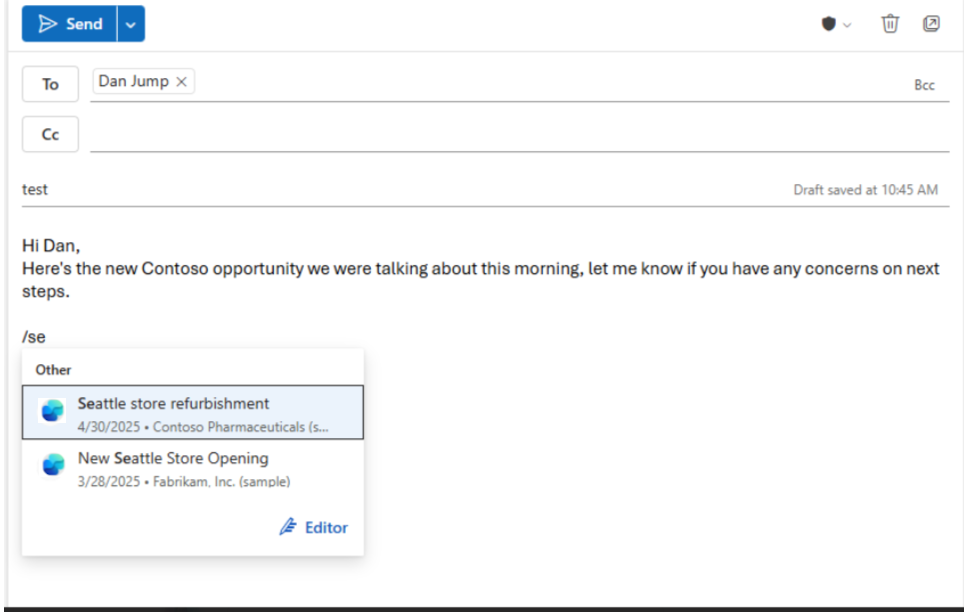 Send
To Dan Jump Bcc
Cc
test Draft saved at 10:45 AM
Hi Dan,
Here's the new Contoso opportunity we were talking about this morning, let me know if you have any concerns on next
steps.
/se
Other
Seattle store refurbishment
4/30/2025 • Contoso Pharmaceuticals (s...
New Seattle Store Opening
3/28/2025 • Fabrikam, Inc. (sample)
Editor